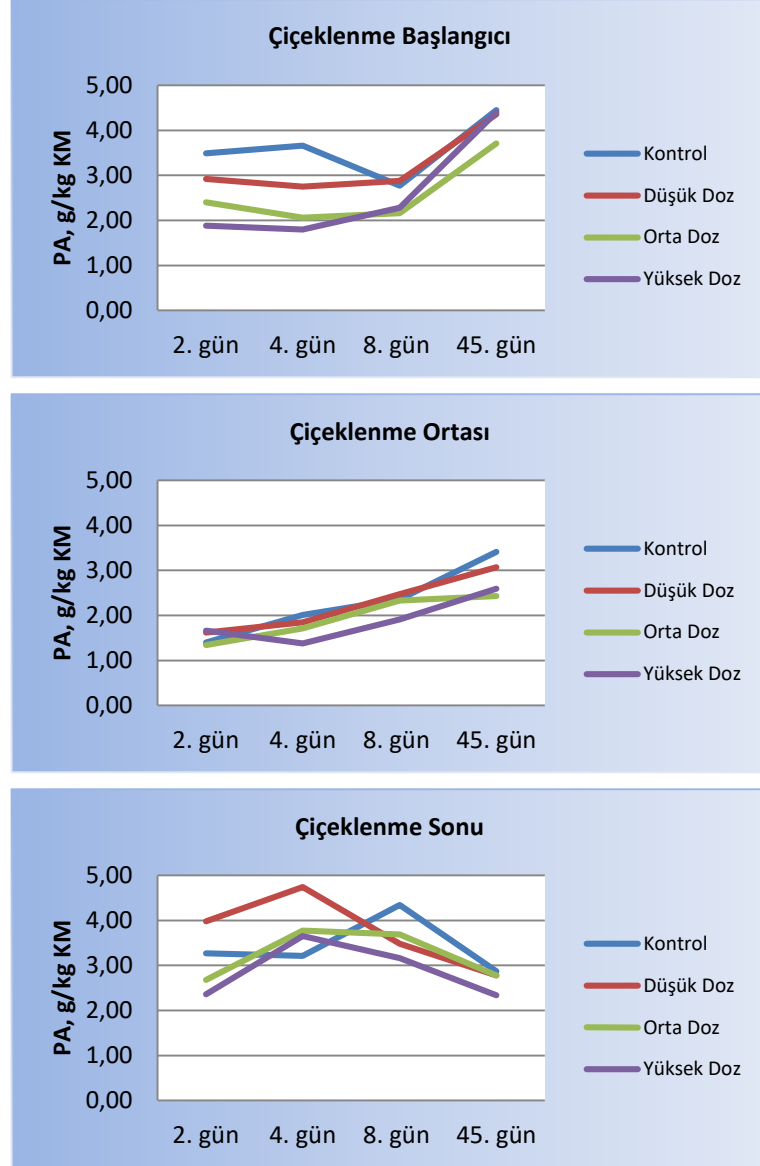 Çiçeklenme Başlangıcı
PA, g/kg KM
5,00
4,00
3,00
2,00
1,00
0,00
2. gün 4. gün 8. gün 45. gün
Kontrol
Düşük Doz
Orta Doz
Yüksek Doz
Çiçeklenme Ortası
PA, g/kg KM
5,00
4,00
3,00
2,00
1,00
0,00
2. gün 4. gün 8. gün 45. gün
Kontrol
Düşük Doz
Orta Doz
Yüksek Doz
Çiçeklenme Sonu
PA, g/kg KM
5,00
4,00
3,00
2,00
1,00
0,00
2. gün 4. gün 8. gün 45. gün
Kontrol
Düşük Doz
Orta Doz
Yüksek Doz